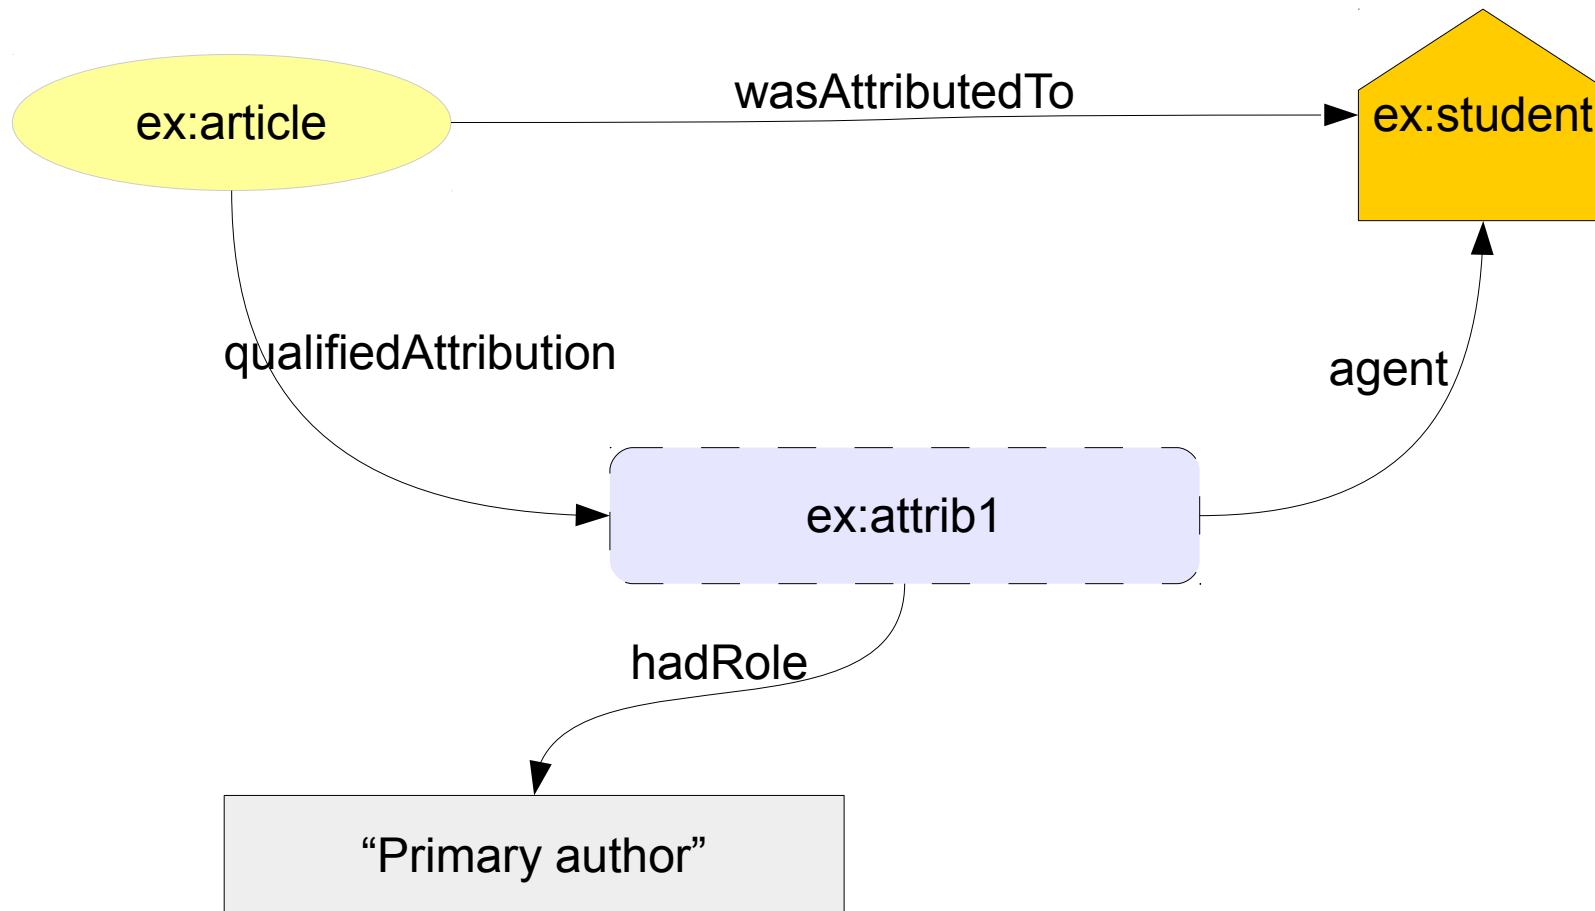 ex:article
wasAttributedTo
ex:student
qualifiedAttribution
agent
ex:attrib1
hadRole
“Primary author”